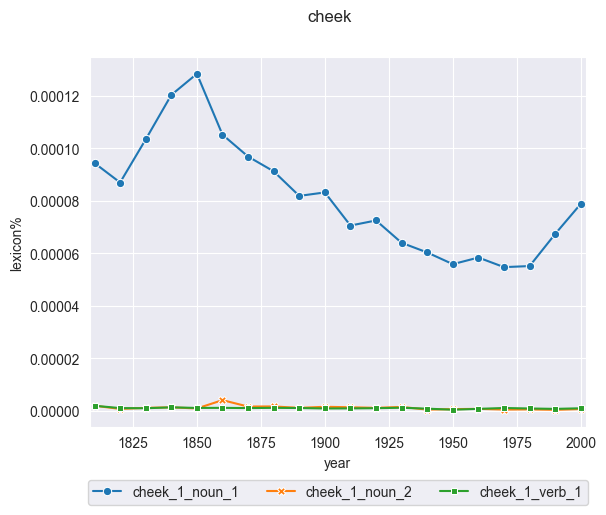 cheek
0.00012
0.00010
0.00008
0.00006
0.00004
0.00002
0.00000
lexicon%
1825 1850 1875 1900 1925 1950 1975 2000
year
cheek_1_noun_1 cheek_1_noun_2 cheek_1_verb_1